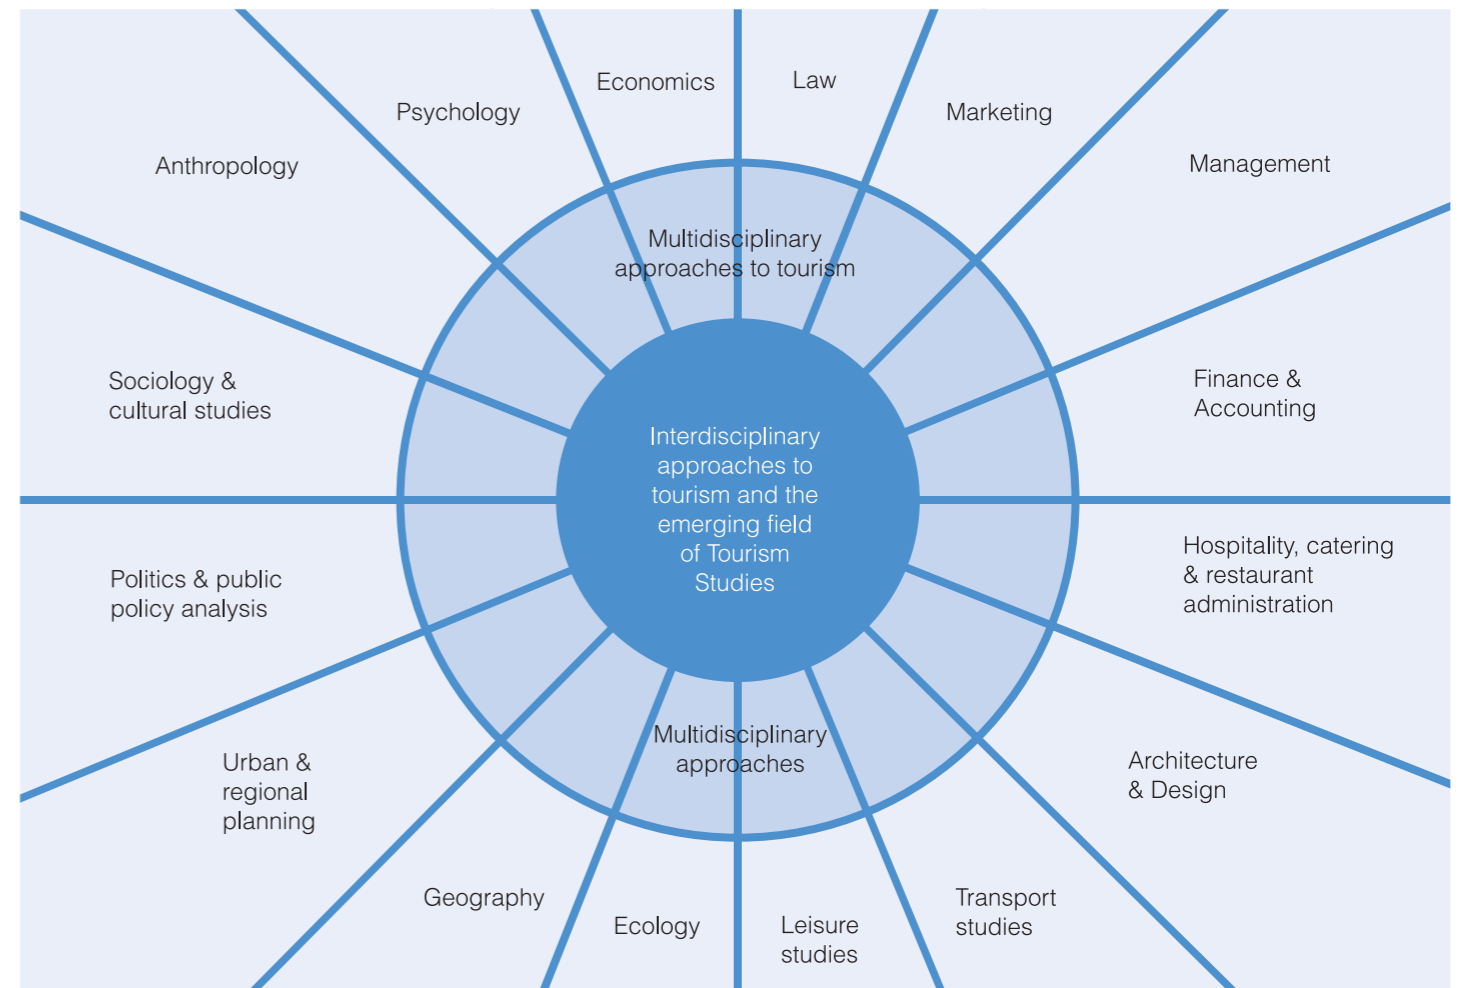 Economics
Law
Psychology
Marketing
Anthropology
Management
Multidisciplinary
approaches to tourism
Sociology &
cultural studies
Finance &
Accounting
Interdisciplinary
approaches to
tourism and the
emerging field
of Tourism
Studies
Politics & public
policy analysis
Hospitality, catering
& restaurant
administration
Multidisciplinary
approaches
Urban &
regional
planning
Architecture
& Design
Geography
Ecology
Leisure
studies
Transport
studies